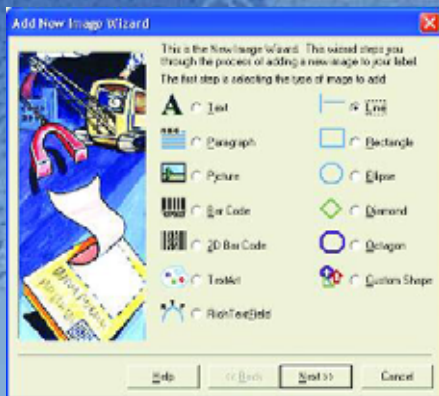 Add New Image Wizard
This is the New Image Wizard. This wizard steps you
through the process of adding a new image to your label.
The first step is selecting the type of image to add
Text
Line
Paragraph
Rectangle
Picture
Ellipse
Bar Code
Diamond
2D Bar Code
Octagon
TextArt
Custom Shape
RichTextField
Help
<< Back
Next >>
Cancel